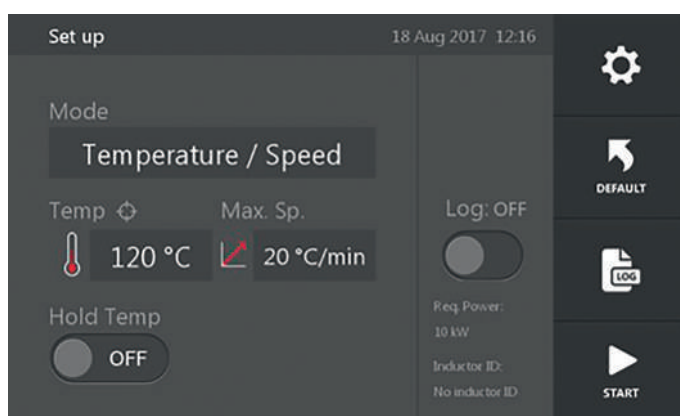 Set up
18 Aug 2017 12:16
Mode
Temperature / Speed
Temp
Max. Sp.
120 °C
20 °C/min
Hold Temp
OFF
Log: OFF
Req. Power:
10 kW
Inductor ID:
No inductor ID
DEFAULT
LOG
START